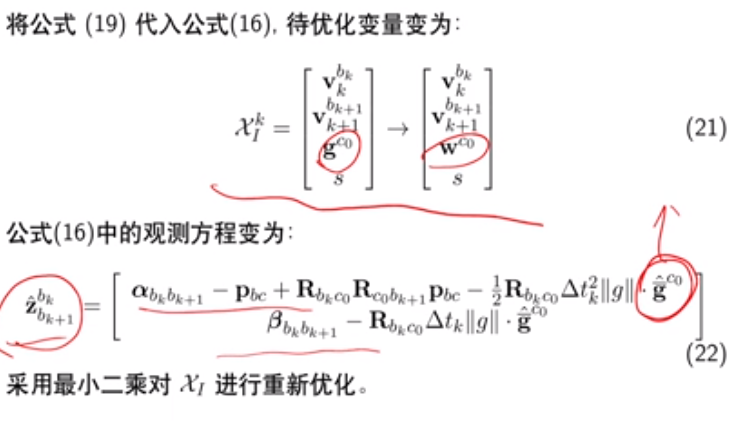 将公式 (19) 代入公式(16), 待优化变量变为:
$\mathcal{X}_I^k = \begin{bmatrix} \mathbf{v}_k^{b_k} \\ \mathbf{v}_{k+1}^{b_{k+1}} \\ \mathbf{g}^{c_0} \\ s \end{bmatrix} \rightarrow \begin{bmatrix} \mathbf{v}_k^{b_k} \\ \mathbf{v}_{k+1}^{b_{k+1}} \\ \mathbf{w}^{c_0} \\ s \end{bmatrix}$ (21)
公式(16)中的观测方程变为:
$\hat{\mathbf{z}}_{b_{k+1}}^{b_k} = \begin{bmatrix} \boldsymbol{\alpha}_{b_k b_{k+1}} - \mathbf{p}_{bc} + \mathbf{R}_{b_k c_0} \mathbf{R}_{c_0 b_{k+1}} \mathbf{p}_{bc} - \frac{1}{2} \mathbf{R}_{b_k c_0} \Delta t_k^2 \|g\| \cdot \hat{\bar{\mathbf{g}}}^{c_0} \\ \boldsymbol{\beta}_{b_k b_{k+1}} - \mathbf{R}_{b_k c_0} \Delta t_k \|g\| \cdot \hat{\bar{\mathbf{g}}}^{c_0} \end{bmatrix}$ (22)
采用最小二乘对 $\mathcal{X}_I$ 进行重新优化。